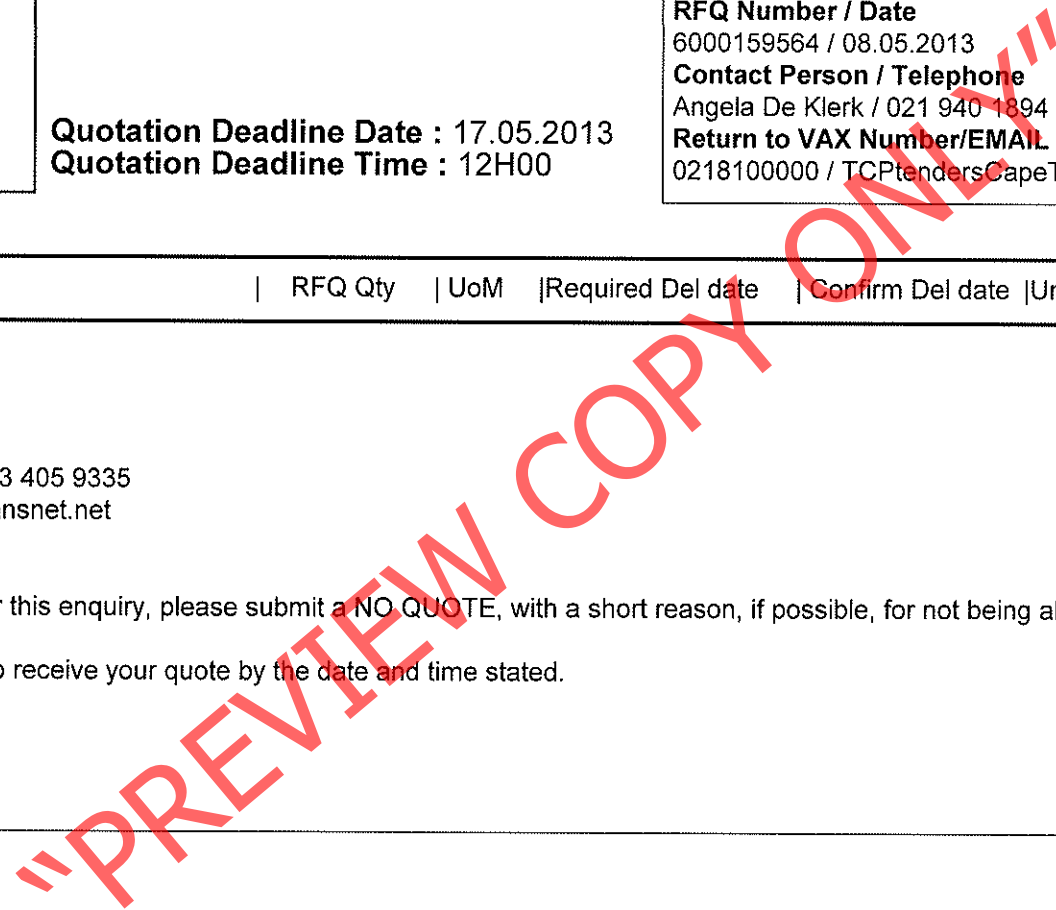 RFQ Number / Date
6000159564 / 08.05.2013
Contact Person / Telephone
Angela De Klerk / 021 940 1894
Return to VAX Number/EMAIL
0218100000 / TCPtendersCapeT
Quotation Deadline Date : 17.05.2013
Quotation Deadline Time : 12H00
| RFQ Qty | UoM |Required Del date | Confirm Del date |Un
3 405 9335
nsnet.net
r this enquiry, please submit a NO QUOTE, with a short reason, if possible, for not being al
o receive your quote by the date and time stated.
"PREVIEW COPY ONLY"